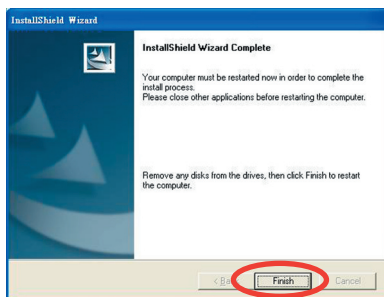 InstallShield Wizard
InstallShield Wizard Complete
Your computer must be restarted now in order to complete the
install process.
Please close other applications before restarting the computer.
Remove any disks from the drives, then click Finish to restart
the computer.
Finish
Cancel